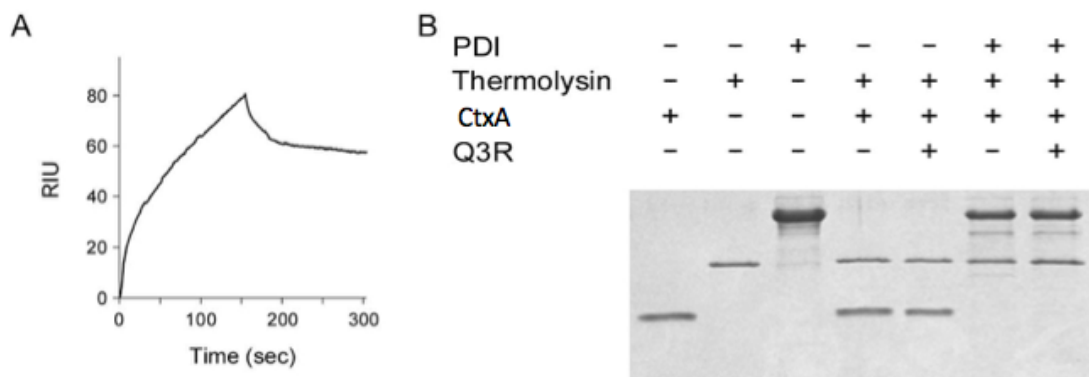 A
RIU
80
60
40
20
0
0 100 200 300
Time (sec)
B
PDI − − + − − + +
Thermolysin − + − + + + +
CtxA + − − + + + +
Q3R − − − − + − +